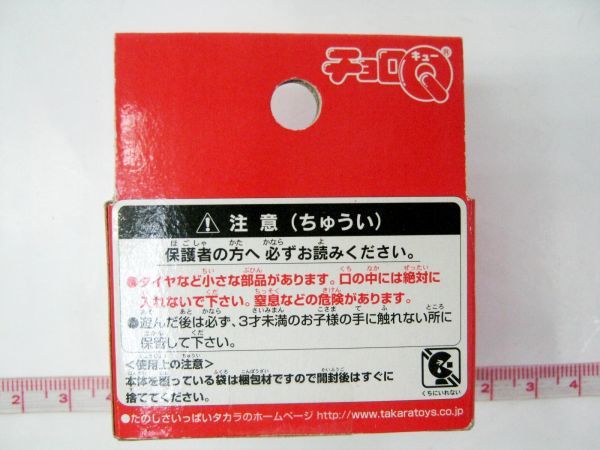 チョロQ
キュー
®
⚠ 注意（ちゅうい）
保護者の方へ 必ずお読みください。
●タイヤなど小さな部品があります。口の中には絶対に
入れないで下さい。窒息などの危険があります。
●遊んだ後は必ず、3才未満のお子様の手に触れない所に
保管して下さい。
<使用上の注意>
本体を覆っている袋は梱包材ですので開封後はすぐに
捨ててください。
くちにいれない
●たのしさいっぱいタカラのホームページ http://www.takaratoys.co.jp
2 3 1 2 3